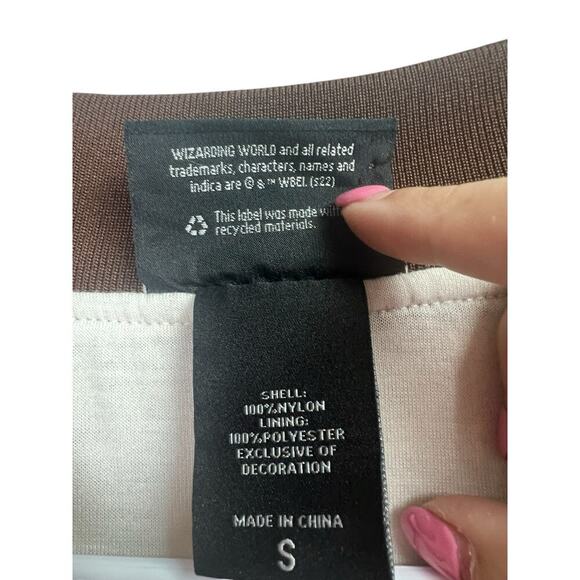 WIZARDING WORLD and all related
trademarks, characters, names and
indica are © & ™ WBEI. (s22)
This label was made with
recycled materials.
SHELL:
100%NYLON
LINING:
100%POLYESTER
EXCLUSIVE OF
DECORATION
MADE IN CHINA
S